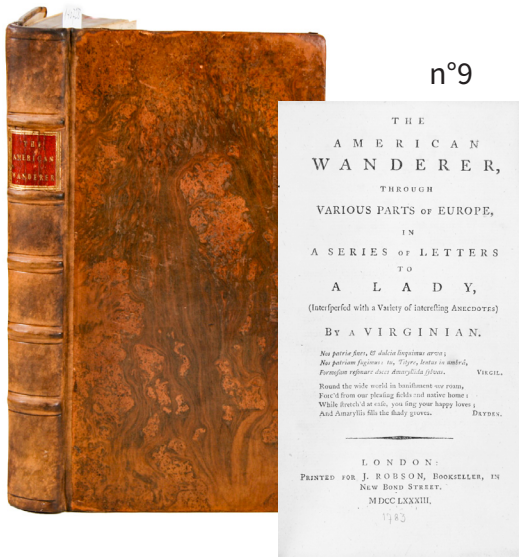 n°9
THE
AMERICAN
WANDERER
THE
AMERICAN
WANDERER,
THROUGH
VARIOUS PARTS OF EUROPE,
IN
A SERIES OF LETTERS
TO
A LADY,
(Interſperſed with a Variety of intereſting ANECDOTES)
BY A VIRGINIAN.
Nos patriæ fines, & dulcia linquimus arva;
Nos patriam fugimus: tu, Tityre, lentus in umbrâ,
Formoſam reſonare doces Amaryllida ſylvas. VIRGIL.
Round the wide world in baniſhment we roam,
Forc'd from our pleaſing fields and native home:
While ſtretch'd at eaſe, you ſing your happy loves;
And Amaryllis fills the ſhady groves. DRYDEN.
LONDON:
PRINTED FOR J. ROBSON, BOOKSELLER, IN
NEW BOND STREET.
MDCCLXXXIII.
1783